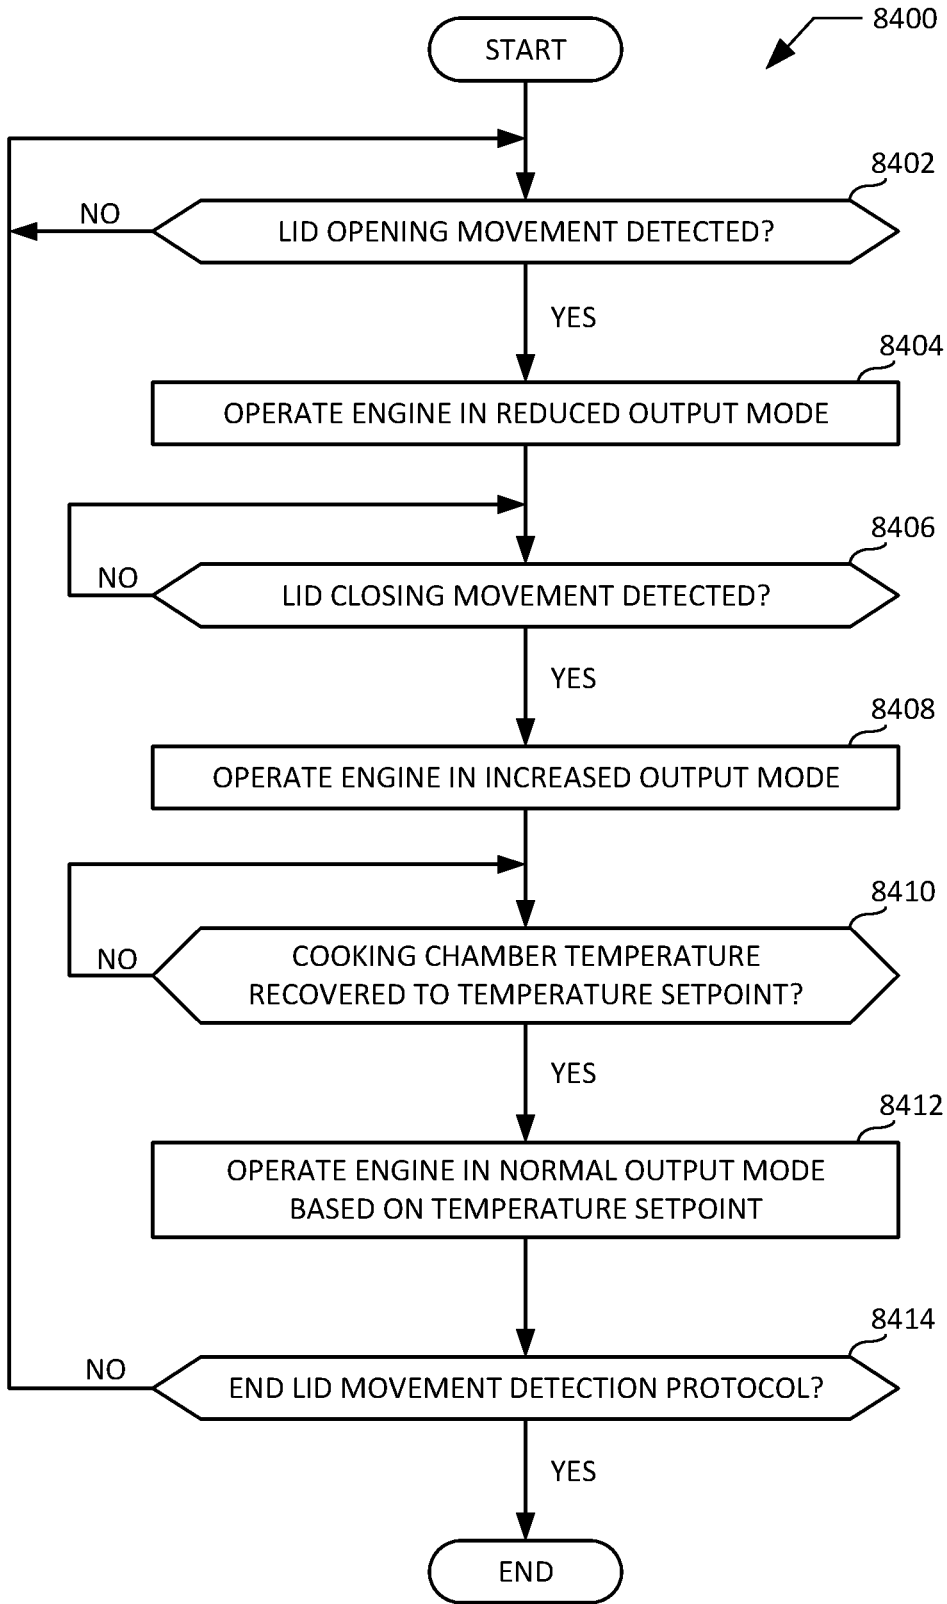 8400
START
8402
NO
LID OPENING MOVEMENT DETECTED?
YES
8404
OPERATE ENGINE IN REDUCED OUTPUT MODE
8406
NO
LID CLOSING MOVEMENT DETECTED?
YES
8408
OPERATE ENGINE IN INCREASED OUTPUT MODE
8410
NO
COOKING CHAMBER TEMPERATURE
RECOVERED TO TEMPERATURE SETPOINT?
YES
8412
OPERATE ENGINE IN NORMAL OUTPUT MODE
BASED ON TEMPERATURE SETPOINT
8414
NO
END LID MOVEMENT DETECTION PROTOCOL?
YES
END